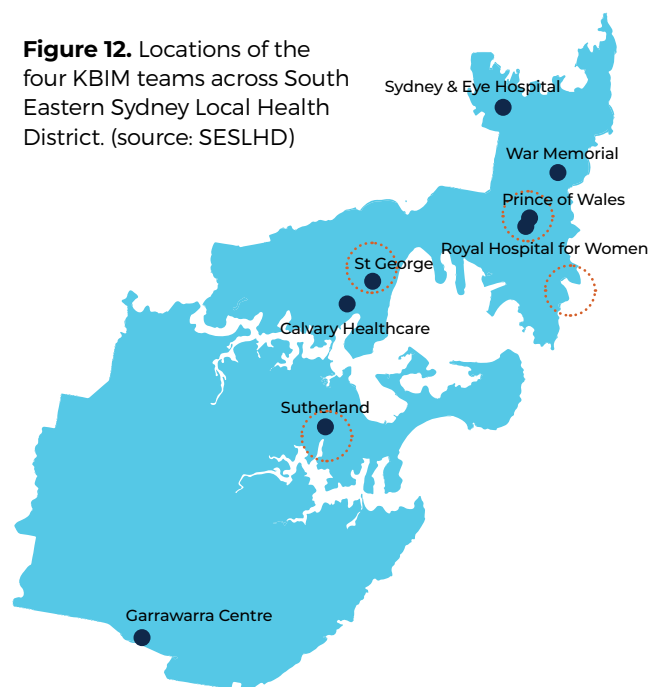 Figure 12. Locations of the
four KBIM teams across South
Eastern Sydney Local Health
District. (source: SESLHD)
Sydney & Eye Hospital
War Memorial
Prince of Wales
Royal Hospital for Women
St George
Calvary Healthcare
Sutherland
Garrawarra Centre